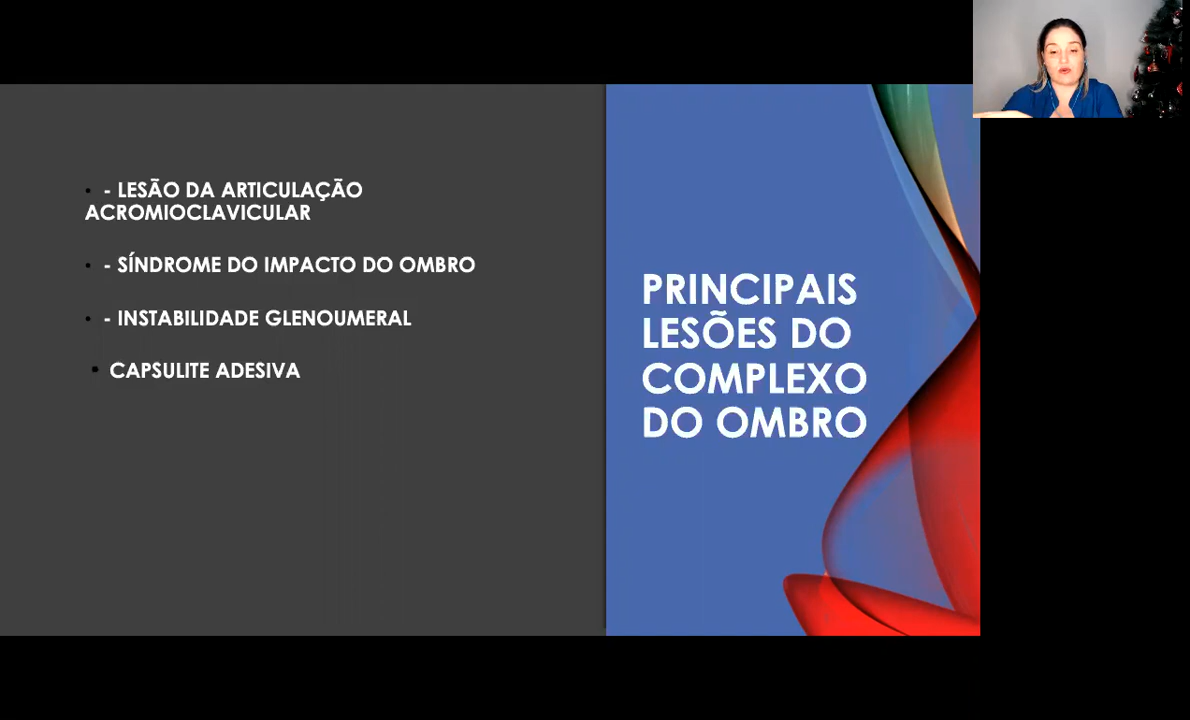 • - LESÃO DA ARTICULAÇÃO
ACROMIOCLAVICULAR
• - SÍNDROME DO IMPACTO DO OMBRO
• - INSTABILIDADE GLENOUMERAL
• CAPSULITE ADESIVA
PRINCIPAIS
LESÕES DO
COMPLEXO
DO OMBRO